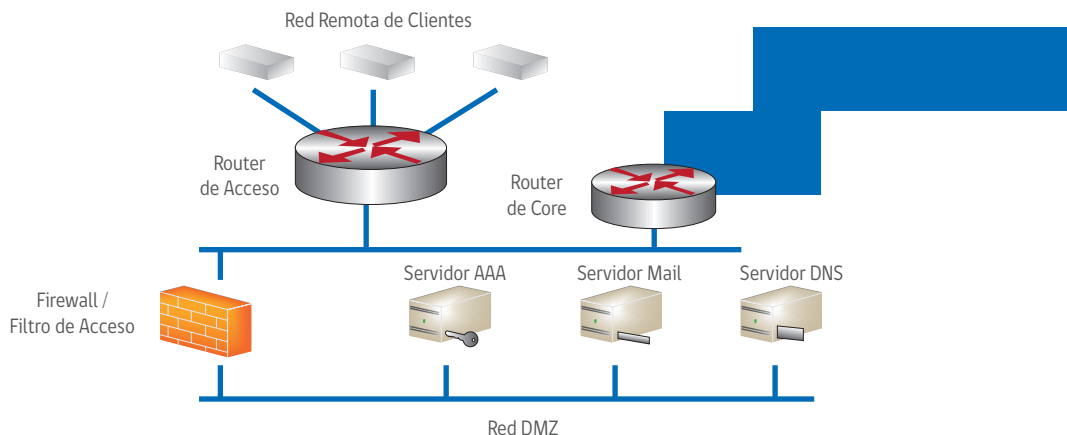 Red Remota de Clientes
Router
de Acceso
Router
de Core
Servidor AAA
Servidor Mail
Servidor DNS
Firewall /
Filtro de Acceso
Red DMZ